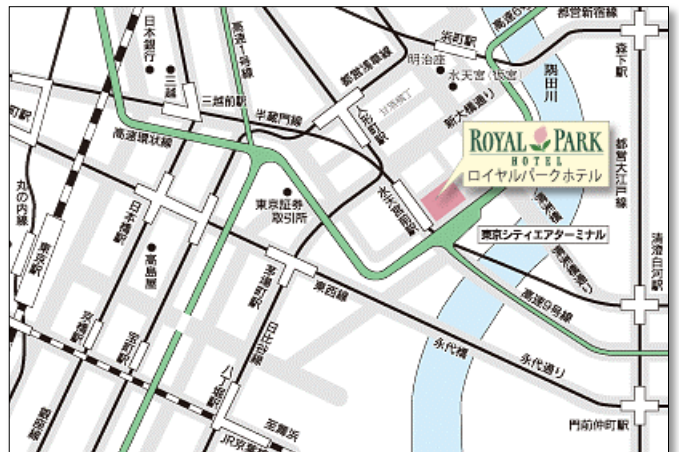 都営新宿線
高速6号
日本銀行
高速1号線
浜町駅
森下駅
明治座
水天宮(仮宮)
隅田川
三越
都営浅草線
三越前駅
半蔵門線
人形町駅
甘酒横丁
新大橋通り
町駅
高速環状線
ROYAL PARK
HOTEL
ロイヤルパークホテル
都営大江戸線
丸の内線
東京証券
取引所
水天宮前駅
日本橋駅
東京シティエアターミナル
清澄白河駅
東京駅
高島屋
茅場町駅
東西線
高速9号線
京橋駅
宝町駅
日比谷線
永代橋
永代通り
八丁堀駅
銀座線
至舞浜
門前仲町駅
JR京葉線